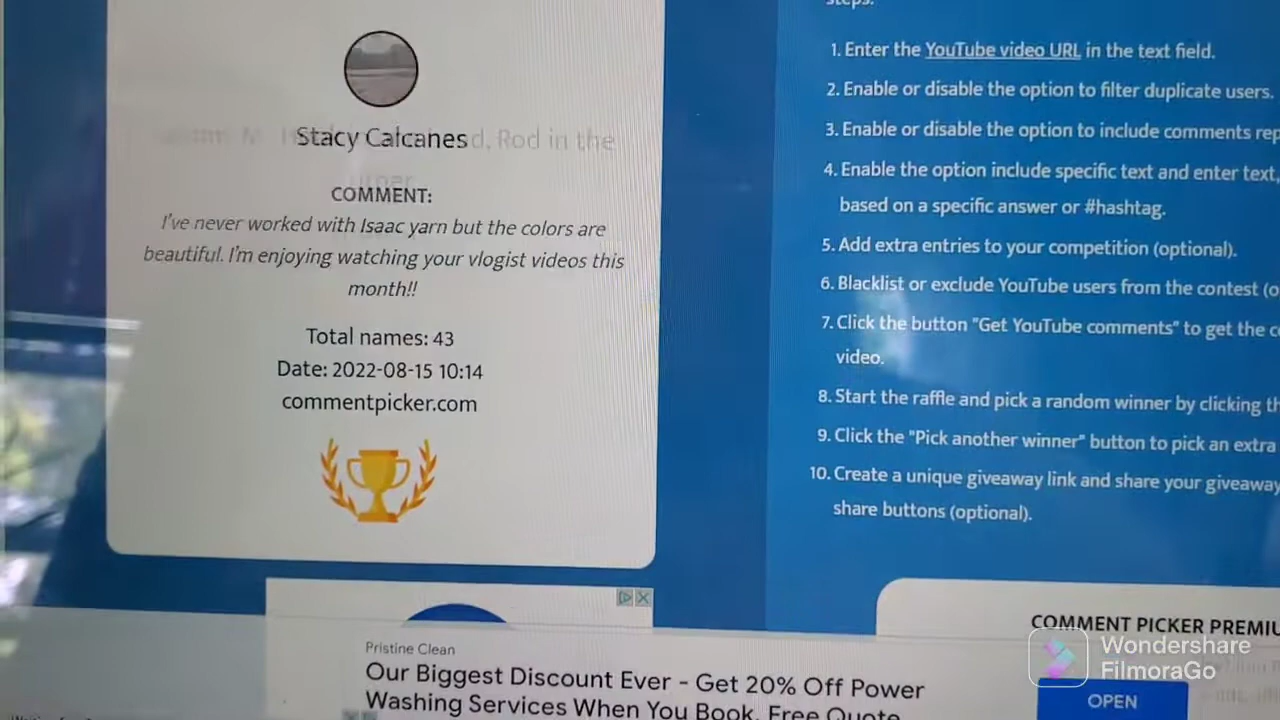 steps:
Stacy Calcanes
d, Rod in the
COMMENT:
I've never worked with Isaac yarn but the colors are
beautiful. I'm enjoying watching your vlogist videos this
month!!
Total names: 43
Date: 2022-08-15 10:14
commentpicker.com
1. Enter the YouTube video URL in the text field.
2. Enable or disable the option to filter duplicate users.
3. Enable or disable the option to include comments rep
4. Enable the option include specific text and enter text,
based on a specific answer or #hashtag.
5. Add extra entries to your competition (optional).
6. Blacklist or exclude YouTube users from the contest (o
7. Click the button "Get YouTube comments" to get the c
video.
8. Start the raffle and pick a random winner by clicking th
9. Click the "Pick another winner" button to pick an extra
10. Create a unique giveaway link and share your giveaway
share buttons (optional).
COMMENT PICKER PREMIU
OPEN
Pristine Clean
Our Biggest Discount Ever - Get 20% Off Power
Washing Services When You Book. Free Quote
Wondershare
FilmoraGo